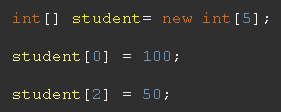 int[] student= new int[5];
student[0] = 100;
student[2] = 50;